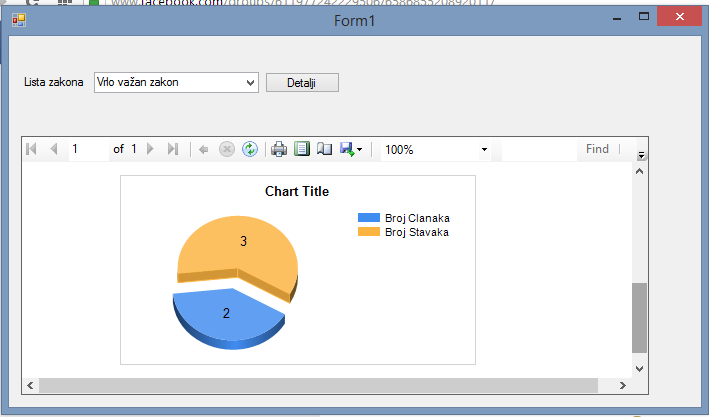 Form1
Lista zakona Vrlo važan zakon Detalji
1 of 1 100% Find
Chart Title
Broj Clanaka
Broj Stavaka
3
2